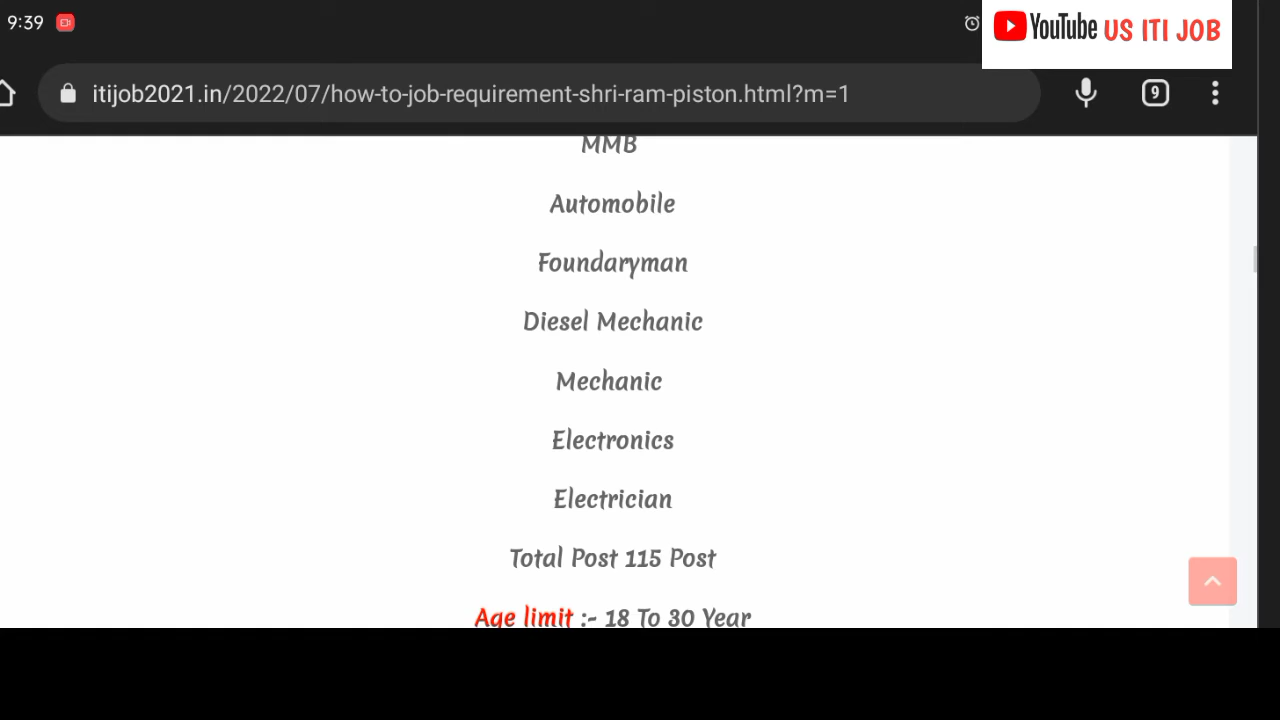 9:39
YouTube US ITI JOB
itijob2021.in/2022/07/how-to-job-requirement-shri-ram-piston.html?m=1
9
MMB
Automobile
Foundaryman
Diesel Mechanic
Mechanic
Electronics
Electrician
Total Post 115 Post
Age limit :- 18 To 30 Year